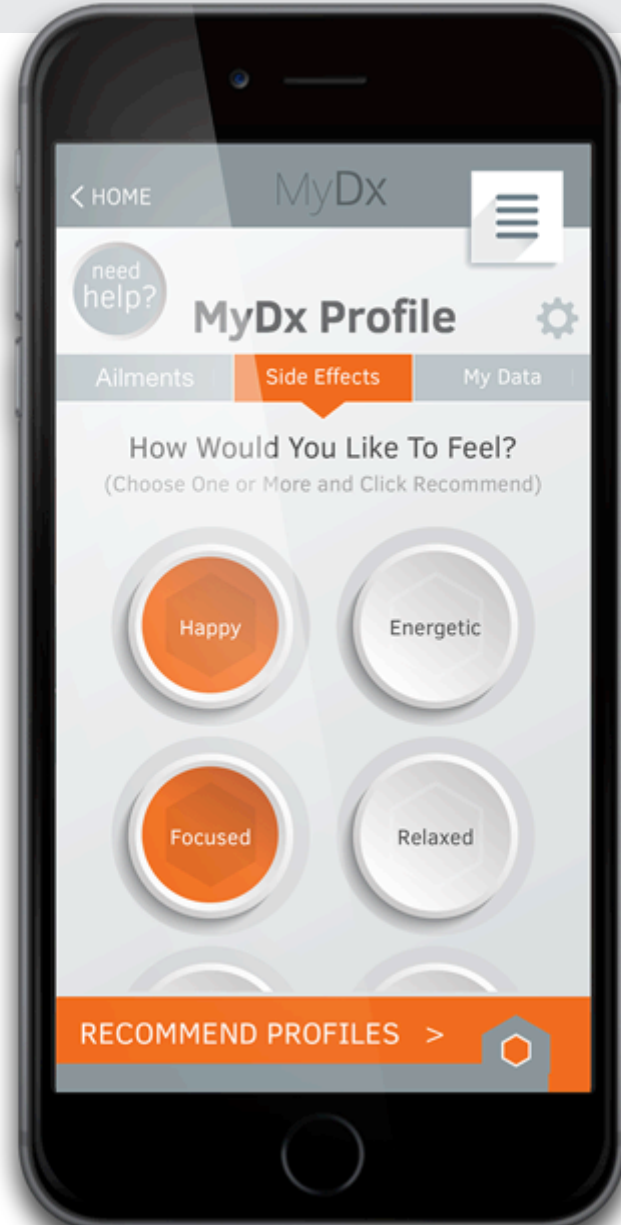 < HOME
MyDx
need
help?
MyDx Profile
Ailments
Side Effects
My Data
How Would You Like To Feel?
(Choose One or More and Click Recommend)
Happy
Energetic
Focused
Relaxed
RECOMMEND PROFILES >